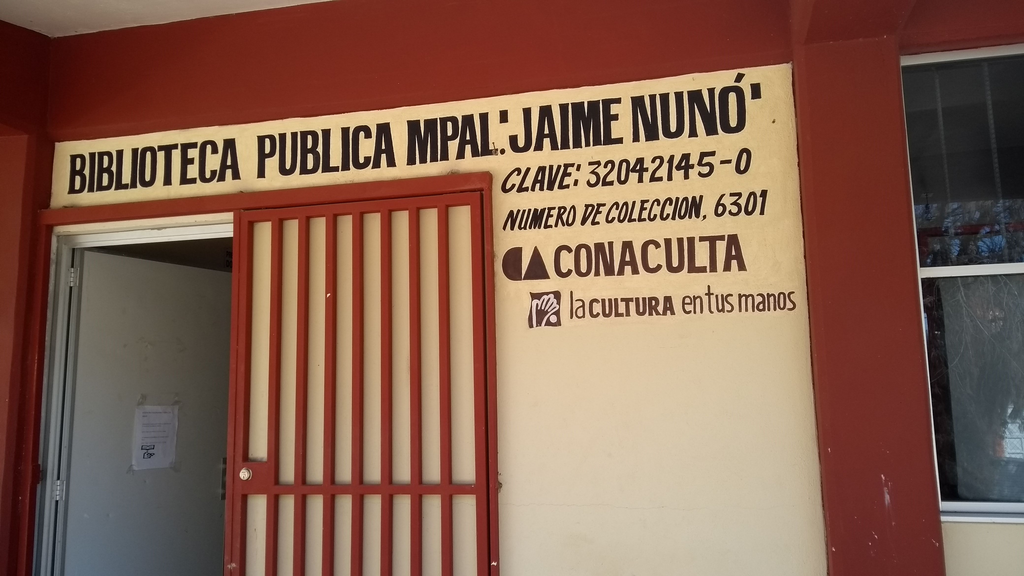 BIBLIOTECA PUBLICA MPAL. "JAIME NUNÓ"
CLAVE: 32042145-0
NUMERO DE COLECCION, 6301
CONACULTA
la CULTURA en tus manos